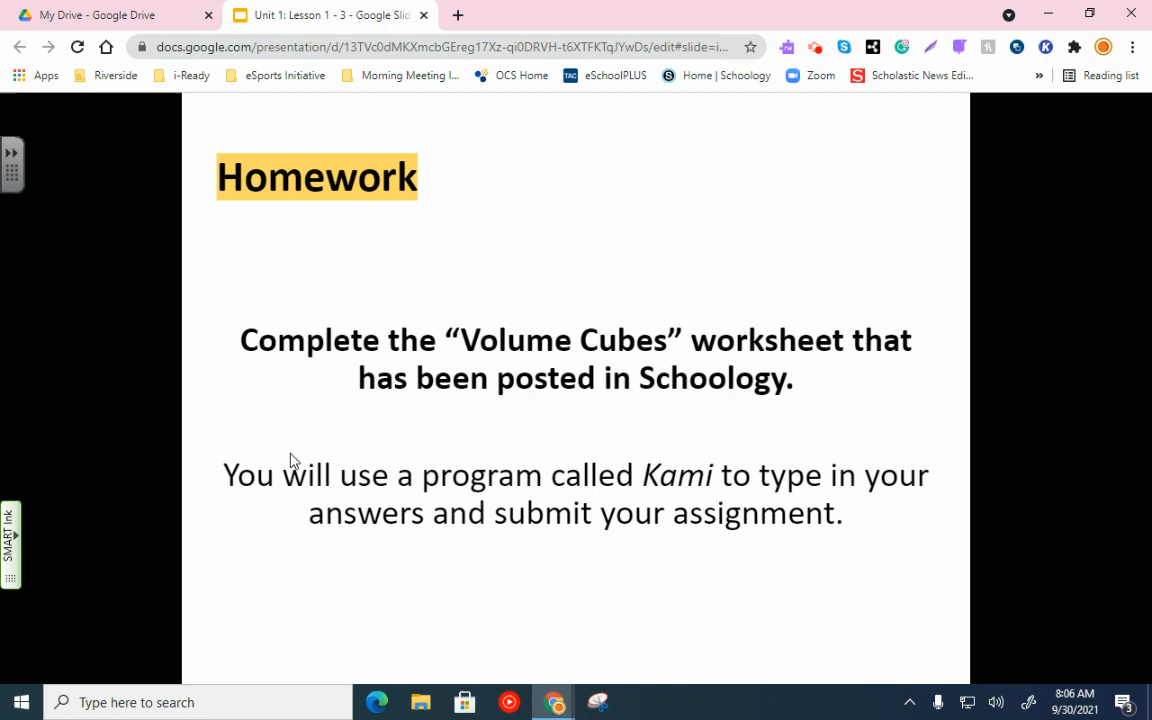 My Drive - Google Drive
Unit 1: Lesson 1 - 3 - Google Slid
docs.google.com/presentation/d/13TVc0dMKXmcbGEreg17Xz-qi0DRVH-t6XTFKTqJYwDs/edit#slide=i...
Apps Riverside i-Ready eSports Initiative Morning Meeting I... OCS Home TAC eSchoolPLUS S Home | Schoology Zoom S Scholastic News Edi... » Reading list
Homework
Complete the “Volume Cubes” worksheet that
has been posted in Schoology.
You will use a program called Kami to type in your
answers and submit your assignment.
SMART Ink
Type here to search
8:06 AM
9/30/2021
3